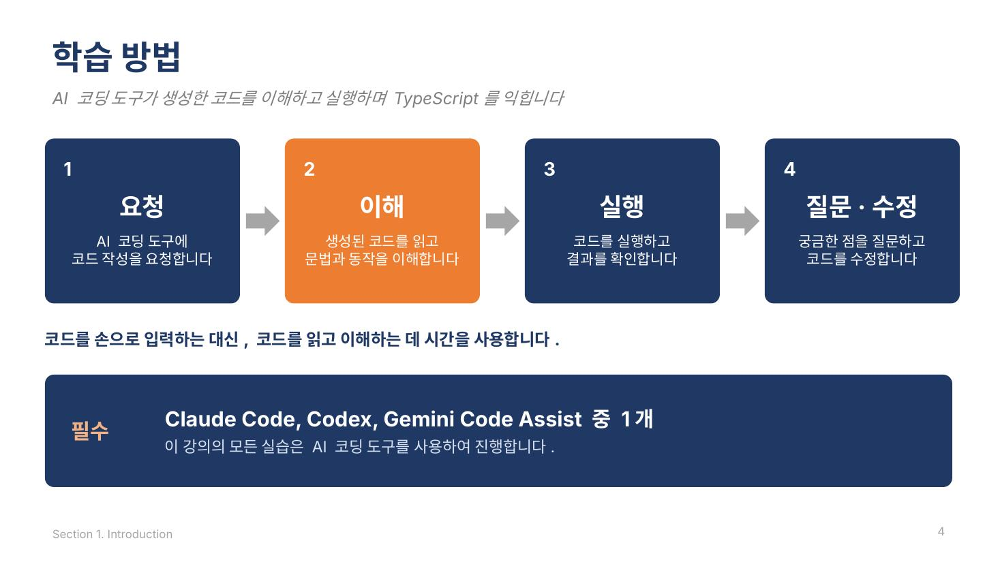 학습 방법
AI 코딩 도구가 생성한 코드를 이해하고 실행하며 TypeScript 를 익힙니다
1
요청
AI 코딩 도구에
코드 작성을 요청합니다
2
이해
생성된 코드를 읽고
문법과 동작을 이해합니다
3
실행
코드를 실행하고
결과를 확인합니다
4
질문 · 수정
궁금한 점을 질문하고
코드를 수정합니다
코드를 손으로 입력하는 대신 , 코드를 읽고 이해하는 데 시간을 사용합니다 .
필수
Claude Code, Codex, Gemini Code Assist 중 1 개
이 강의의 모든 실습은 AI 코딩 도구를 사용하여 진행합니다 .
Section 1. Introduction
4